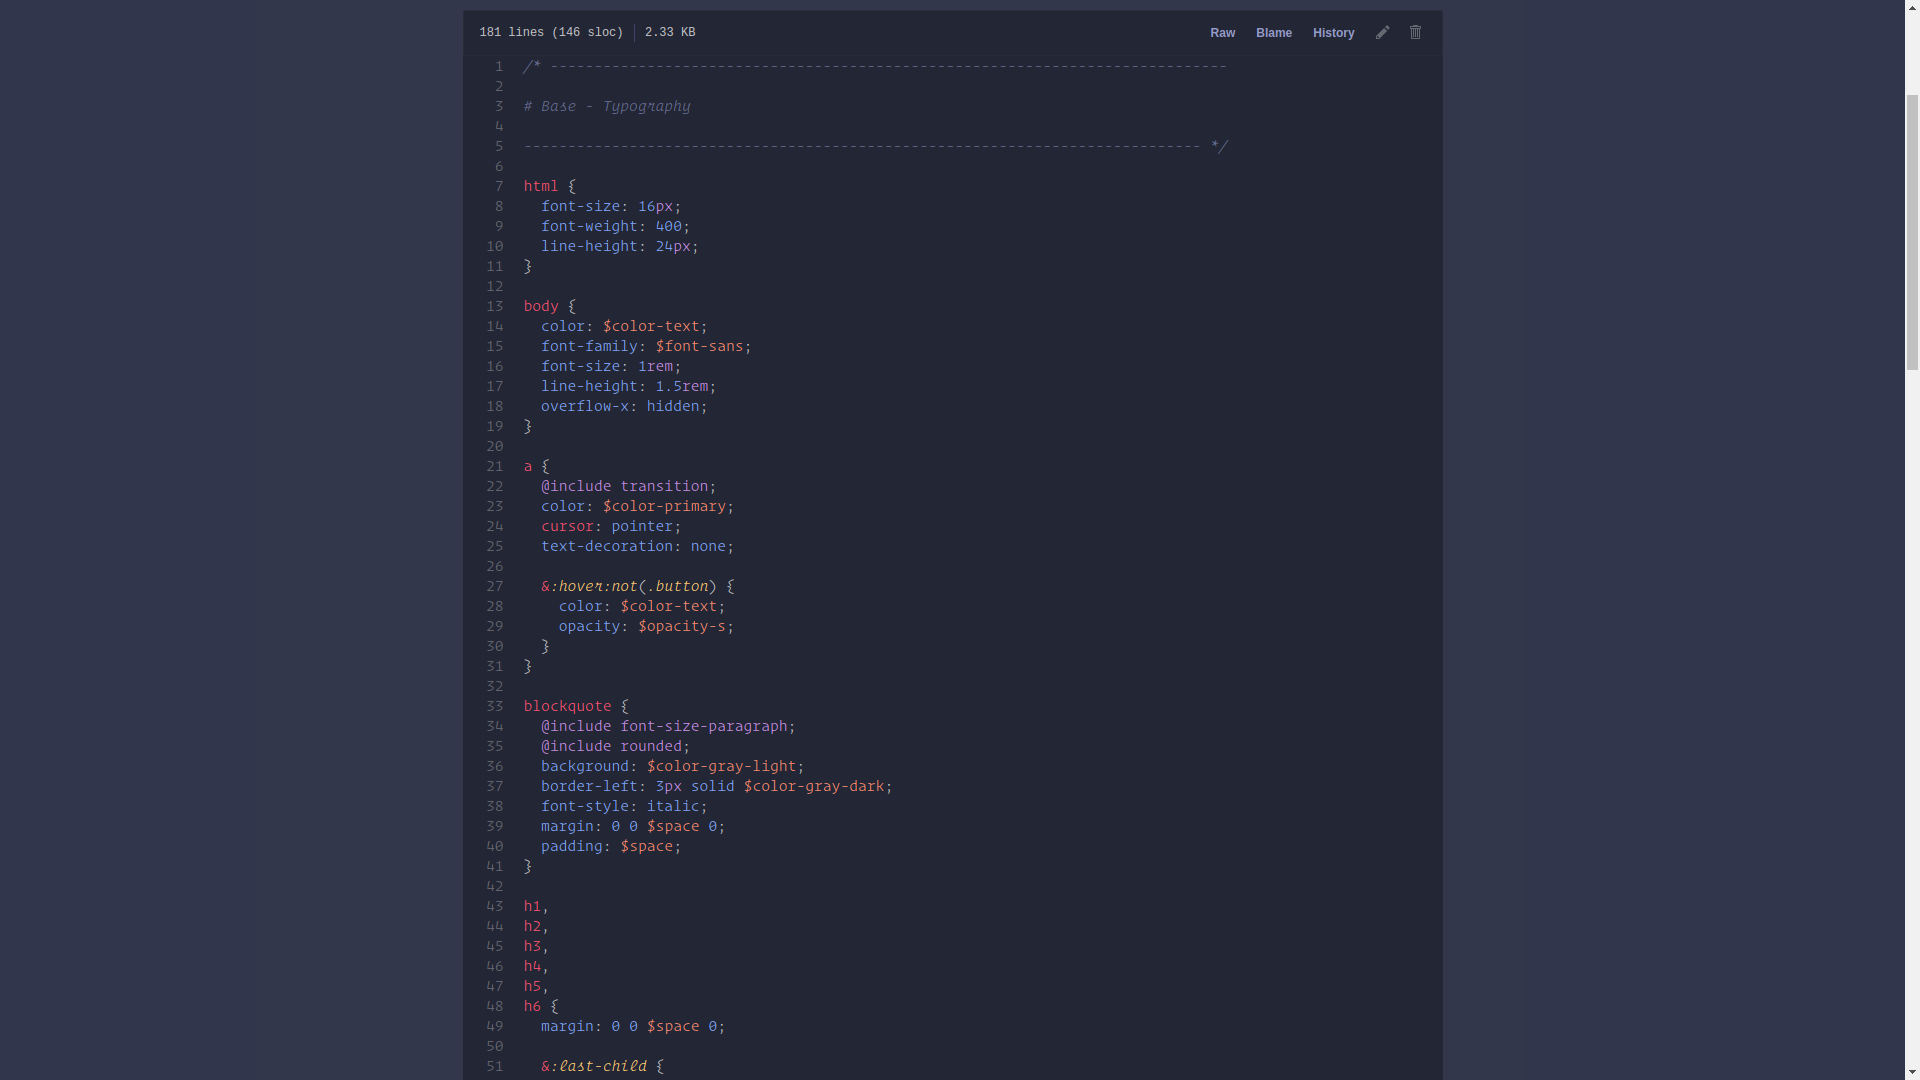 181 lines (146 sloc) 2.33 KB Raw Blame History
1 /* -----------------------------------------------------------------------------
2
3 # Base - Typography
4
5 ----------------------------------------------------------------------------- */
6
7 html {
8   font-size: 16px;
9   font-weight: 400;
10   line-height: 24px;
11 }
12
13 body {
14   color: $color-text;
15   font-family: $font-sans;
16   font-size: 1rem;
17   line-height: 1.5rem;
18   overflow-x: hidden;
19 }
20
21 a {
22   @include transition;
23   color: $color-primary;
24   cursor: pointer;
25   text-decoration: none;
26
27   &:hover:not(.button) {
28     color: $color-text;
29     opacity: $opacity-s;
30   }
31 }
32
33 blockquote {
34   @include font-size-paragraph;
35   @include rounded;
36   background: $color-gray-light;
37   border-left: 3px solid $color-gray-dark;
38   font-style: italic;
39   margin: 0 0 $space 0;
40   padding: $space;
41 }
42
43 h1,
44 h2,
45 h3,
46 h4,
47 h5,
48 h6 {
49   margin: 0 0 $space 0;
50
51   &:last-child {